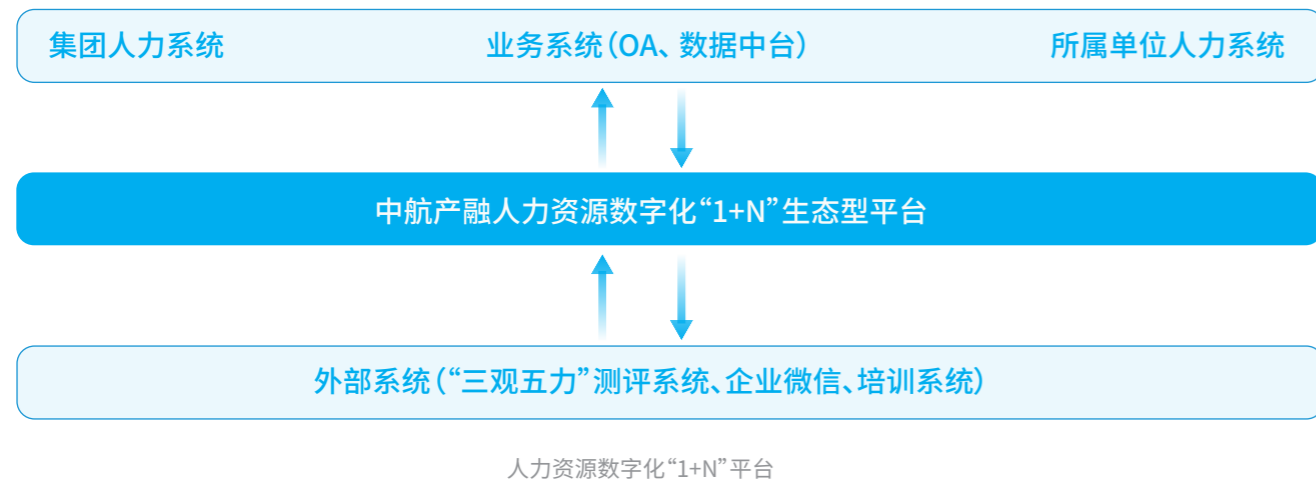 集团人力系统 业务系统（OA、数据中台） 所属单位人力系统
中航产融人力资源数字化“1+N”生态型平台
外部系统（“三观五力”测评系统、企业微信、培训系统）
人力资源数字化“1+N”平台